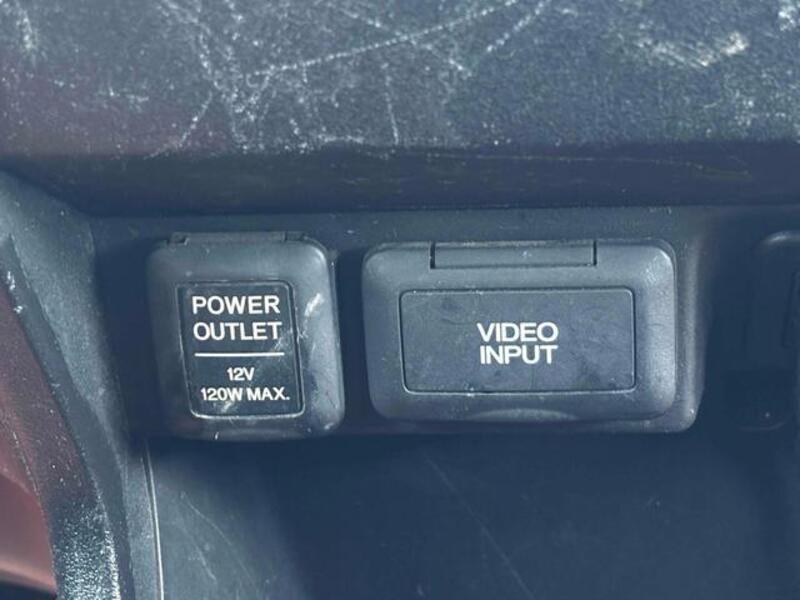 POWER
OUTLET
12V
120W MAX.
VIDEO
INPUT